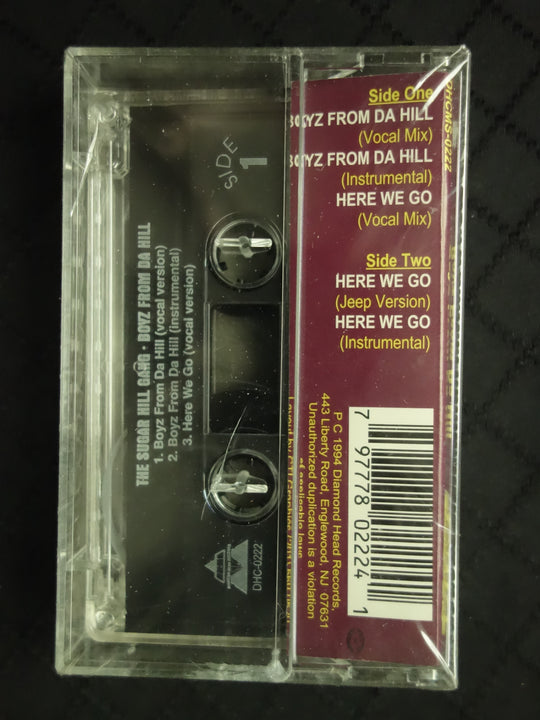 THE SUGAR HILL GANG • BOYZ FROM DA HILL
1. Boyz From Da Hill (vocal version)
2. Boyz From Da Hill (Instrumental)
3. Here We Go (vocal version)
SIDE
1
DHC-0222
Side One
BOYZ FROM DA HILL
(Vocal Mix)
BOYZ FROM DA HILL
(Instrumental)
HERE WE GO
(Vocal Mix)
Side Two
HERE WE GO
(Jeep Version)
HERE WE GO
(Instrumental)
P C 1994 Diamond Head Records,
443 Liberty Road, Englewood, NJ 07631
Unauthorized duplication is a violation
of applicable laws
7 97778 02224 1
DHCMS-0222